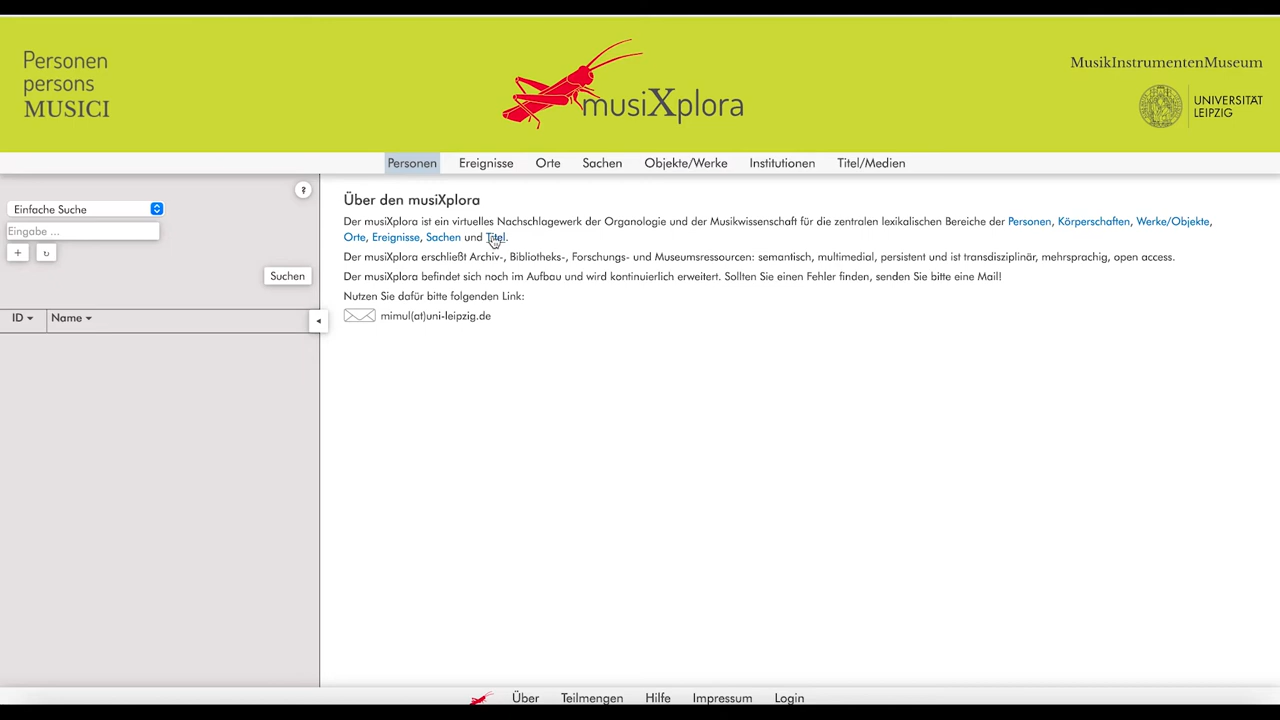 Personen
persons
MUSICI
musiXplora
MusikInstrumentenMuseum
UNIVERSITÄT
LEIPZIG
Personen Ereignisse Orte Sachen Objekte/Werke Institutionen Titel/Medien
?
Einfache Suche
Eingabe ...
+ ↻
Suchen
ID Name
Über den musiXplora
Der musiXplora ist ein virtuelles Nachschlagewerk der Organologie und der Musikwissenschaft für die zentralen lexikalischen Bereiche der Personen, Körperschaften, Werke/Objekte,
Orte, Ereignisse, Sachen und Titel.
Der musiXplora erschließt Archiv-, Bibliotheks-, Forschungs- und Museumsressourcen: semantisch, multimedial, persistent und ist transdisziplinär, mehrsprachig, open access.
Der musiXplora befindet sich noch im Aufbau und wird kontinuierlich erweitert. Sollten Sie einen Fehler finden, senden Sie bitte eine Mail!
Nutzen Sie dafür bitte folgenden Link:
mimul(at)uni-leipzig.de
Über Teilmengen Hilfe Impressum Login